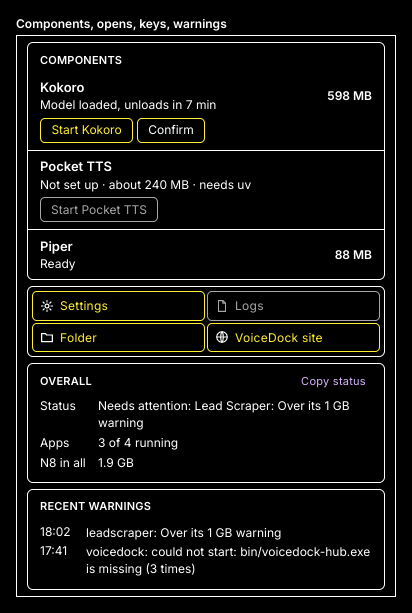 Components, opens, keys, warnings
COMPONENTS
Kokoro
Model loaded, unloads in 7 min
598 MB
Start Kokoro
Confirm
Pocket TTS
Not set up · about 240 MB · needs uv
Start Pocket TTS
Piper
Ready
88 MB
Settings
Logs
Folder
VoiceDock site
OVERALL
Copy status
Status Needs attention: Lead Scraper: Over its 1 GB
warning
Apps 3 of 4 running
N8 in all 1.9 GB
RECENT WARNINGS
18:02 leadscraper: Over its 1 GB warning
17:41 voicedock: could not start: bin/voicedock-hub.exe
is missing (3 times)